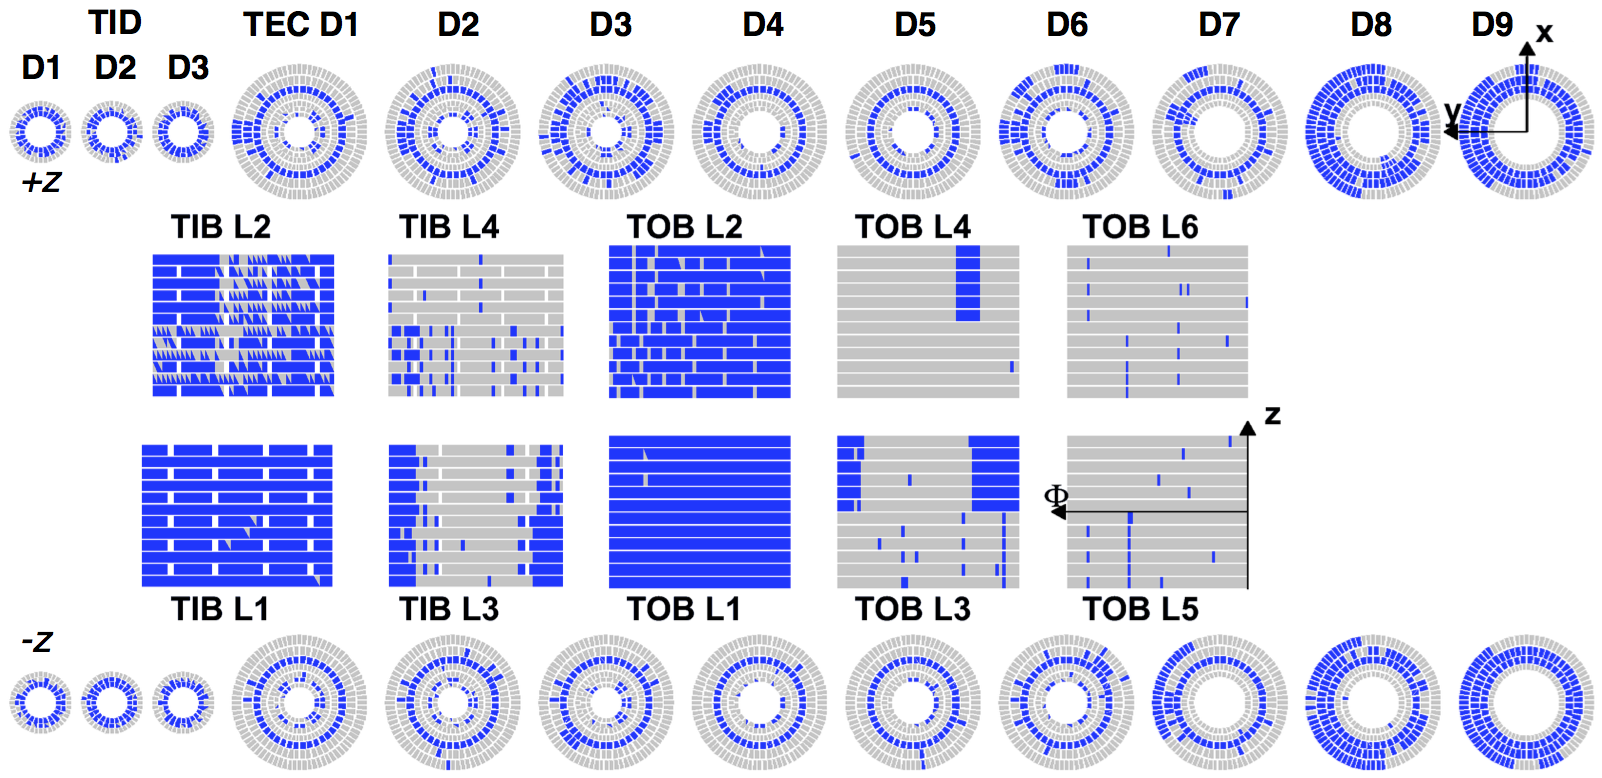 TID TEC D1 D2 D3 D4 D5 D6 D7 D8 D9
D1 D2 D3
x
y
+z
TIB L2 TIB L4 TOB L2 TOB L4 TOB L6
z
Φ
TIB L1 TIB L3 TOB L1 TOB L3 TOB L5
-z